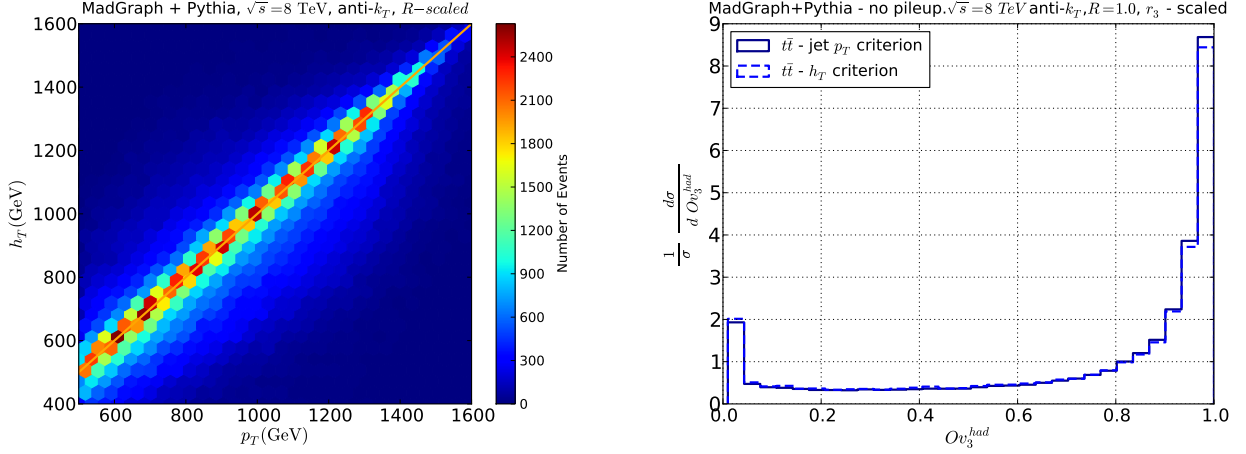 MadGraph + Pythia, √s =8 TeV, anti-k_T, R−scaled
1600
1400
1200
1000
800
600
400
h_T(GeV)
600 800 1000 1200 1400 1600
p_T(GeV)
2400
2100
1800
1500
1200
900
600
300
0
Number of Events
MadGraph+Pythia - no pileup.√s =8 TeV anti-k_T,R=1.0, r_3 - scaled
tt̄ - jet p_T criterion
tt̄ - h_T criterion
9
8
7
6
5
4
3
2
1
0
1/σ dσ/d Ov_3^had
0.0 0.2 0.4 0.6 0.8 1.0
Ov_3^had